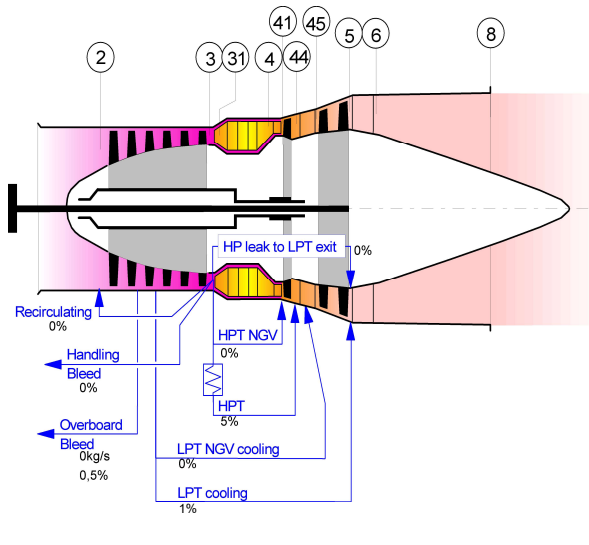 2
3
31
4
41
44
45
5
6
8
HP leak to LPT exit
0%
Recirculating
0%
HPT NGV
0%
Handling
Bleed
0%
HPT
5%
Overboard
Bleed
0kg/s
0,5%
LPT NGV cooling
0%
LPT cooling
1%